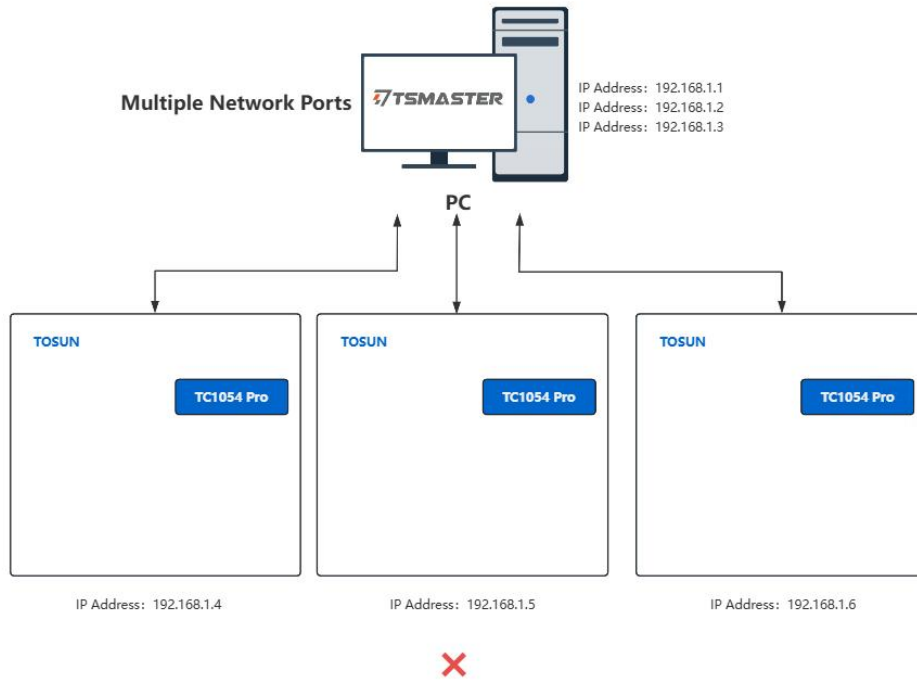 Multiple Network Ports
TSMASTER
IP Address：192.168.1.1
IP Address：192.168.1.2
IP Address：192.168.1.3
PC
TOSUN
TC1054 Pro
IP Address：192.168.1.4
TOSUN
TC1054 Pro
IP Address：192.168.1.5
TOSUN
TC1054 Pro
IP Address：192.168.1.6